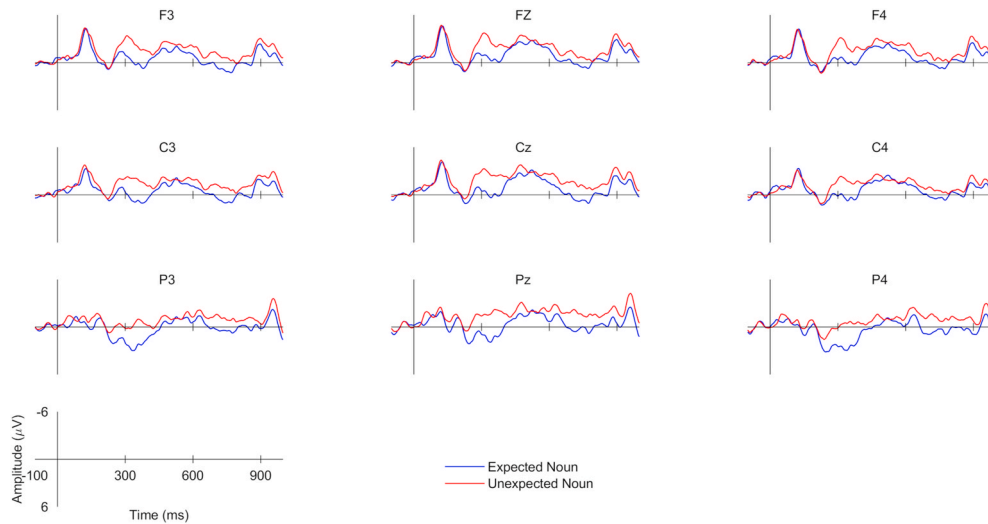 F3
FZ
F4
C3
Cz
C4
P3
Pz
P4
-6
Amplitude (μV)
-100
300
600
900
6
Time (ms)
Expected Noun
Unexpected Noun